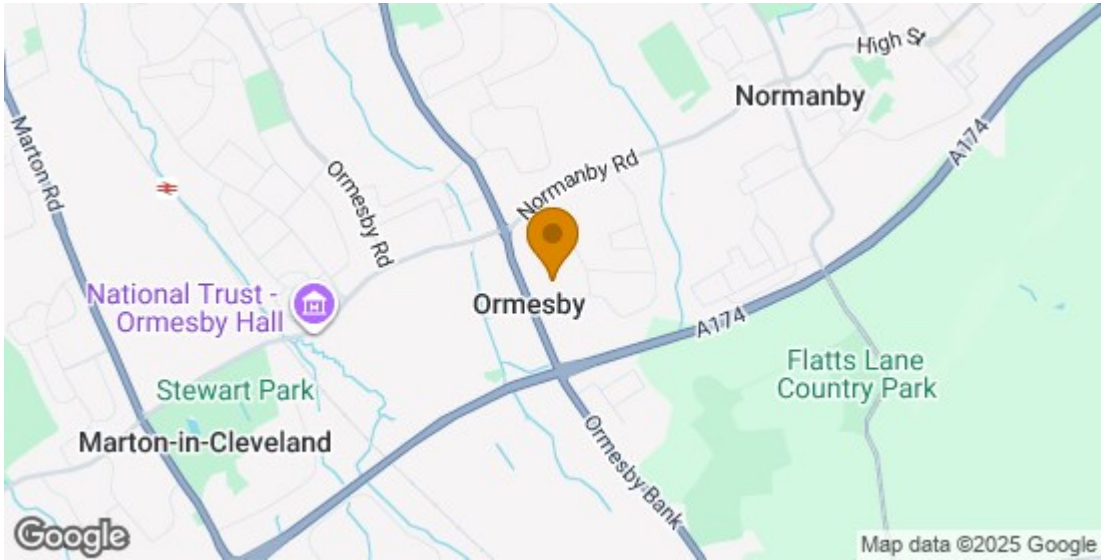 High St
Normanby
A174
Marton Rd
Normanby Rd
Ormesby Rd
National Trust -
Ormesby Hall
Ormesby
A174
Flatts Lane
Country Park
Stewart Park
Marton-in-Cleveland
Ormesby Bank
Google
Map data ©2025 Google